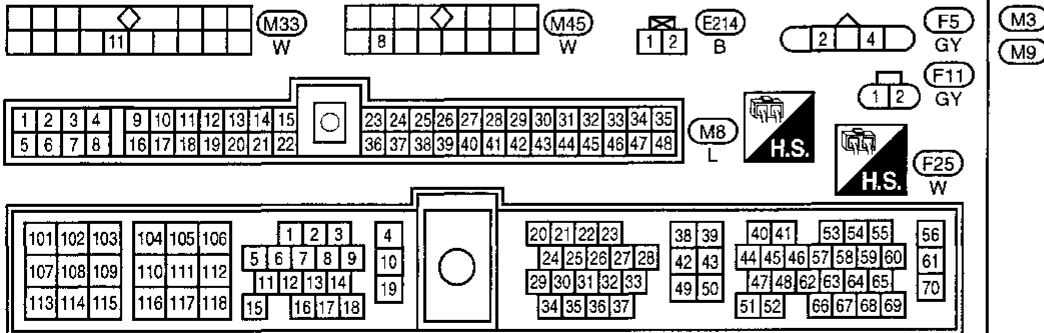 M33
W
11
M45
W
8
E214
B
1 2
F5
GY
2 4
M3
M9
F11
GY
1 2
1 2 3 4 9 10 11 12 13 14 15 23 24 25 26 27 28 29 30 31 32 33 34 35
5 6 7 8 16 17 18 19 20 21 22 36 37 38 39 40 41 42 43 44 45 46 47 48
M8
L
H.S.
H.S.
F25
W
101 102 103 104 105 106 1 2 3 4 20 21 22 23 38 39 40 41 53 54 55 56
107 108 109 110 111 112 5 6 7 8 9 10 24 25 26 27 28 42 43 44 45 46 57 58 59 60 61
11 12 13 14 29 30 31 32 33 47 48 62 63 64 65
113 114 115 116 117 118 15 16 17 18 19 34 35 36 37 49 50 51 52 66 67 68 69 70